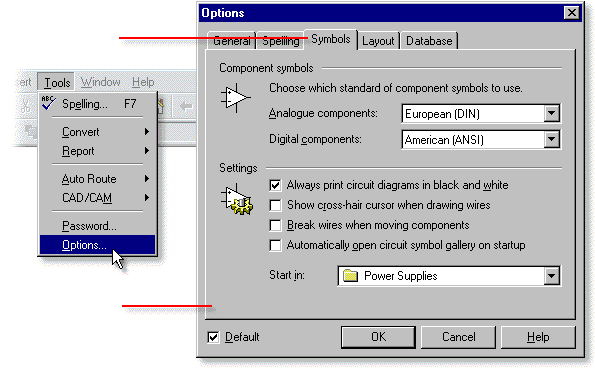 Options
General Spelling Symbols Layout Database
ert Tools Window Help
ABC Spelling... F7
Convert
Report
Auto Route
CAD/CAM
Password...
Options...
Component symbols
Choose which standard of component symbols to use.
Analogue components: European (DIN)
Digital components: American (ANSI)
Settings
Always print circuit diagrams in black and white
Show cross-hair cursor when drawing wires
Break wires when moving components
Automatically open circuit symbol gallery on startup
Start in: Power Supplies
Default OK Cancel Help